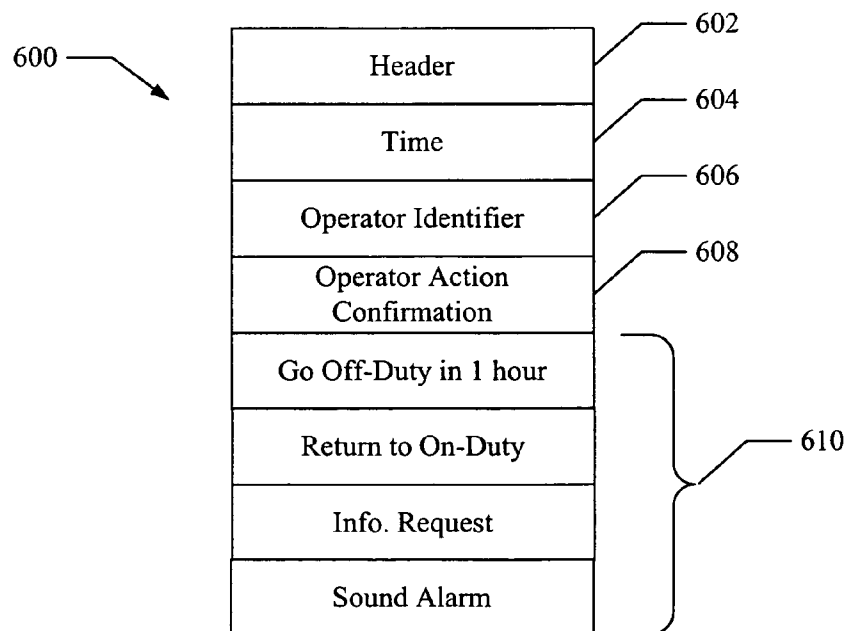 602
600
Header
604
Time
606
Operator Identifier
608
Operator Action
Confirmation
Go Off-Duty in 1 hour
Return to On-Duty
610
Info. Request
Sound Alarm